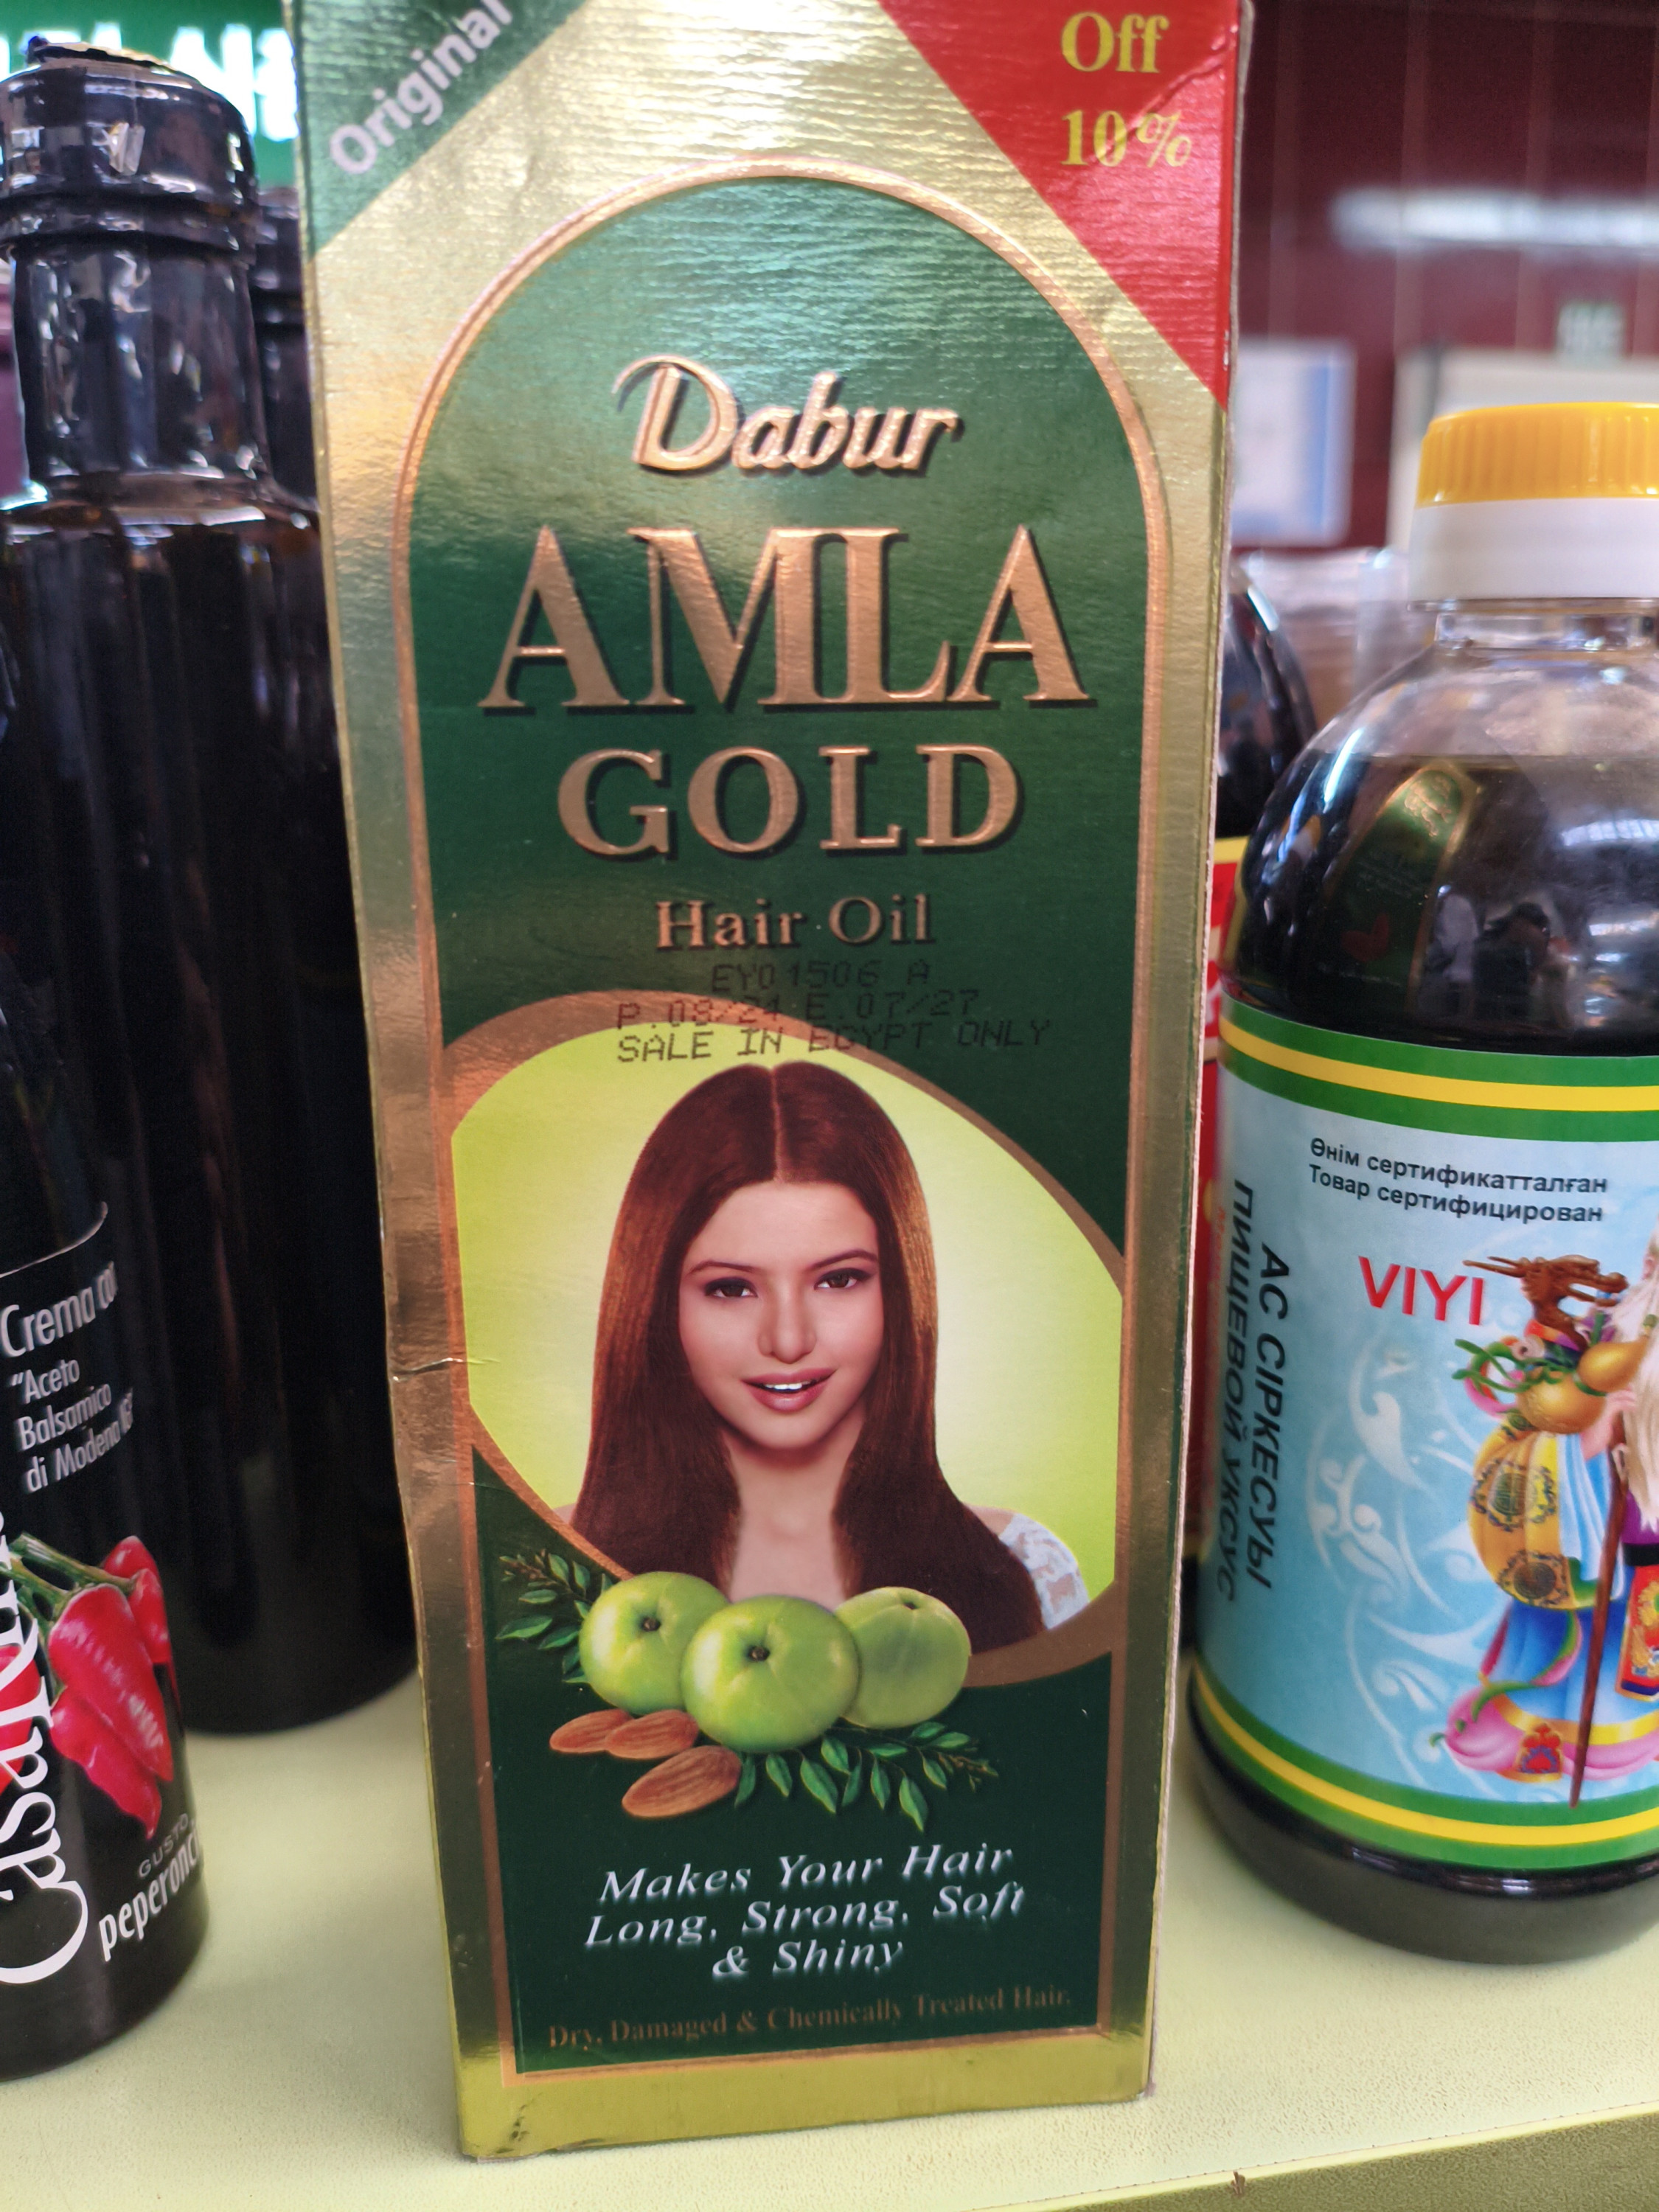 Original
Off
10%
Dabur
AMLA
GOLD
Hair Oil
EY01506 A
P.08/24 E.07/27
SALE IN EGYPT ONLY
Makes Your Hair
Long, Strong, Soft
& Shiny
Dry, Damaged & Chemically Treated Hair.
Crema
"Aceto
Balsamico
di Modena
GUSTO
Өнім сертификатталған
Товар сертифицирован
VIYI
АС СІРКЕСУЫ
ПИЩЕВОЙ УКСУС